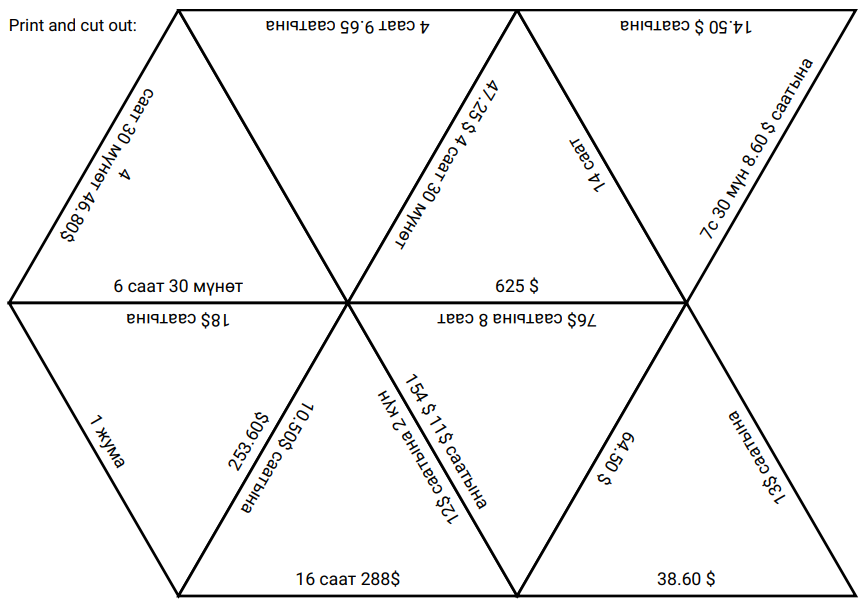 Print and cut out:
4 саат 9.65 саатына
14.50 $ саатына
саат 30 мүнөт 46.80$
4
47.25 $ 4 саат 30 мүнөт
14 саат
7с 30 мүн 8.60 $ саатына
6 саат 30 мүнөт
625 $
18$ саатына
76$ саатына 8 саат
1 жума
253.60$
10.50$ саатына
154 $ 11$ саатына
12$ саатына 2 күн
64.50 $
13$ саатына
16 саат 288$
38.60 $